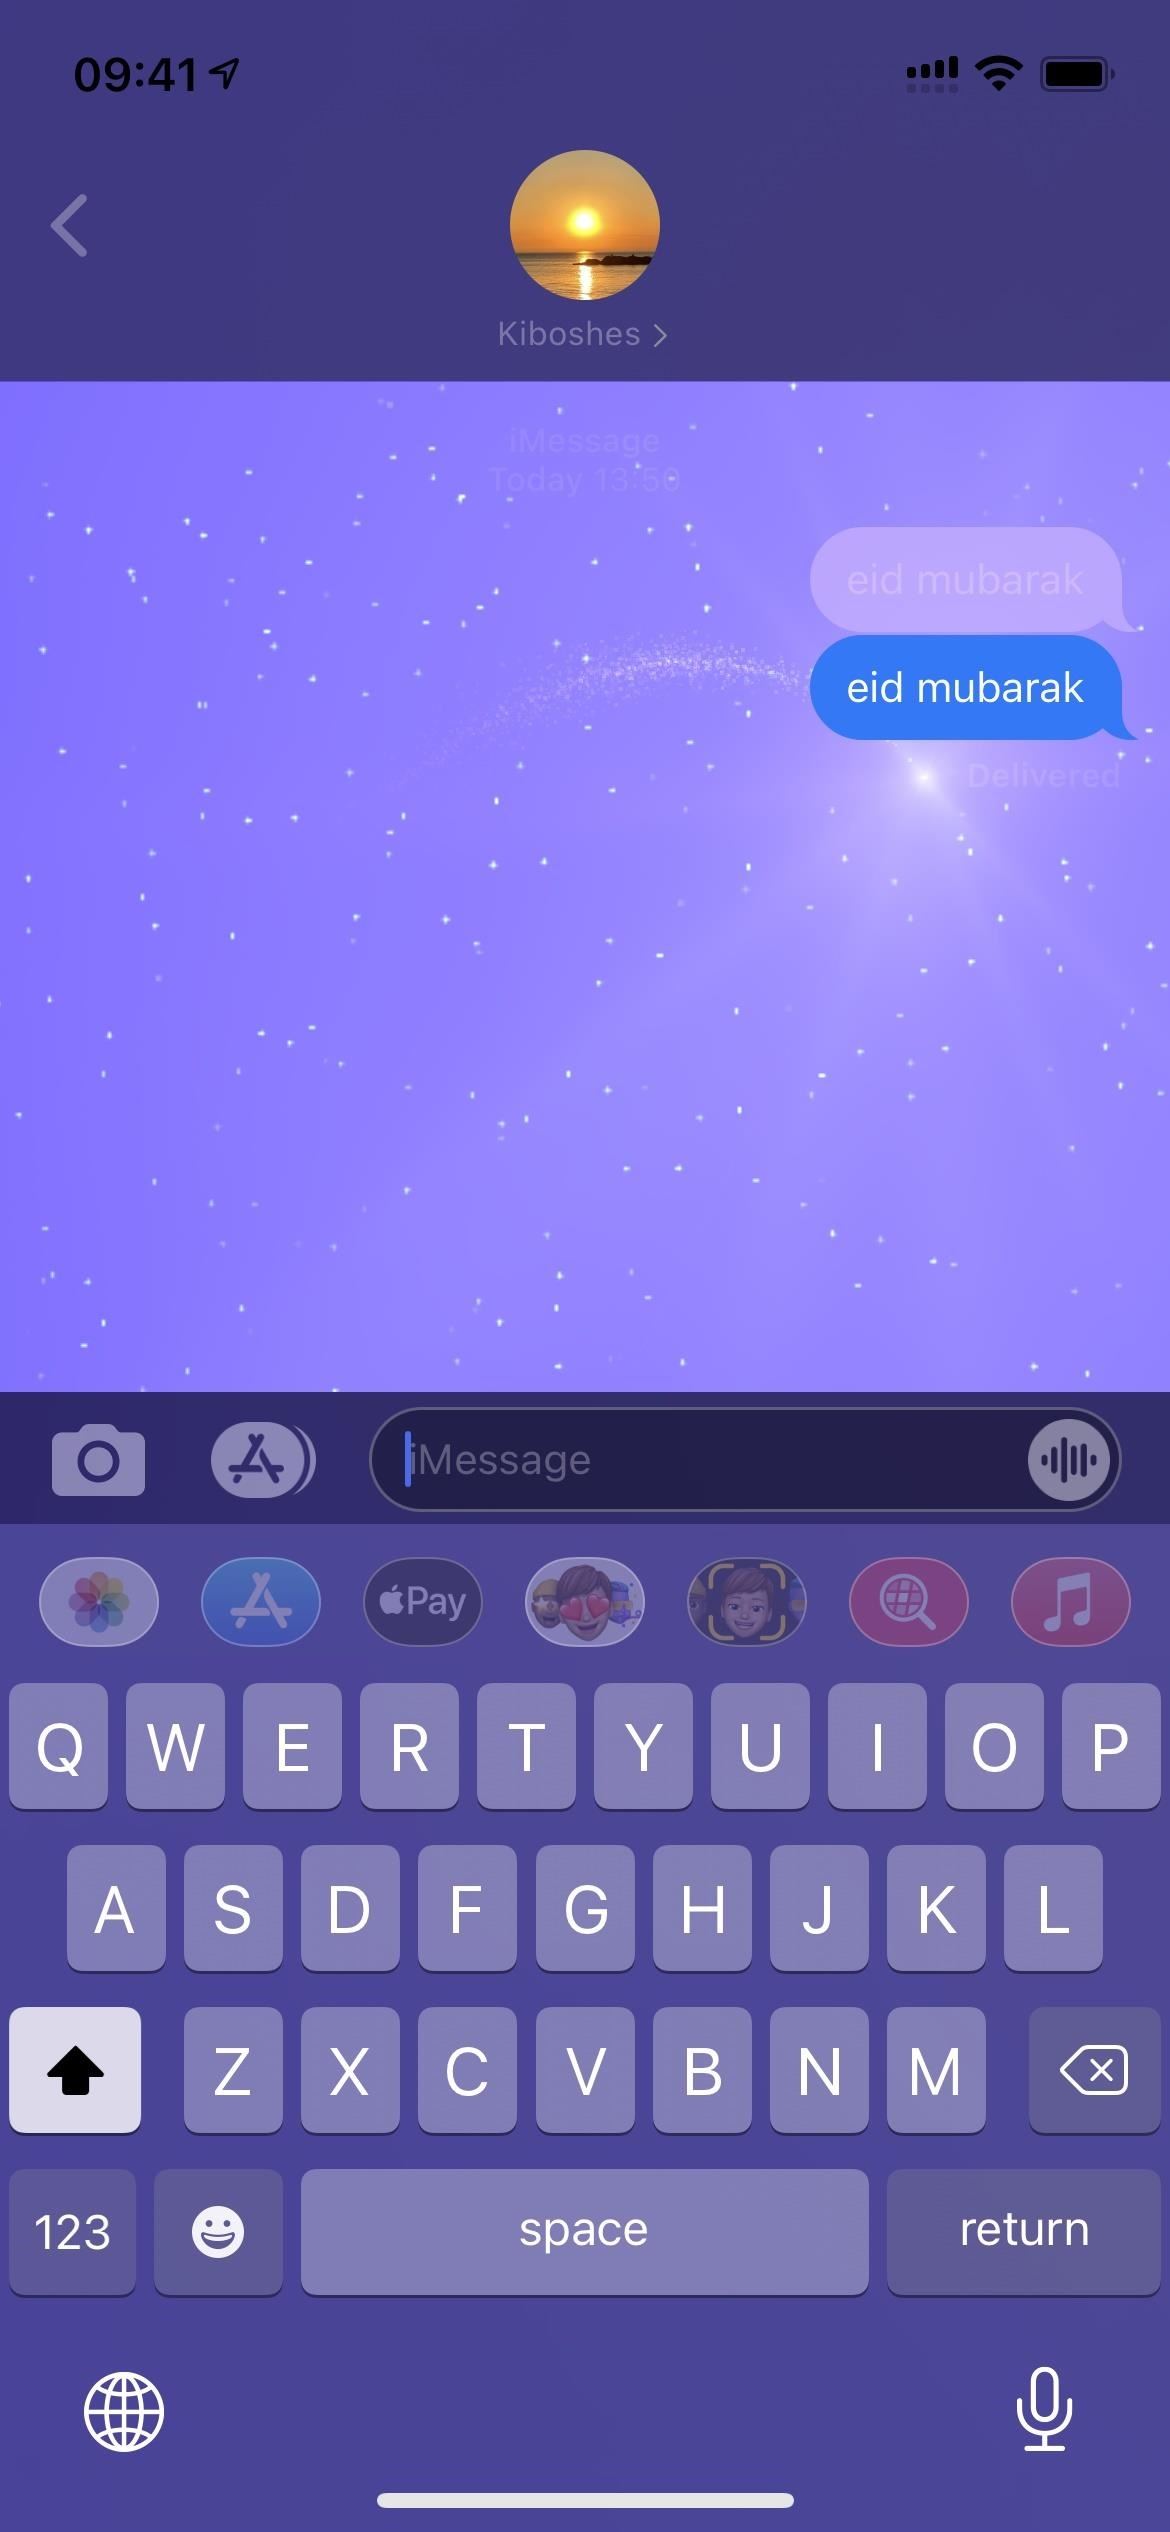 09:41
Kiboshes
iMessage
Today 13:50
eid mubarak
eid mubarak
Delivered
iMessage
Pay
Q W E R T Y U I O P
A S D F G H J K L
Z X C V B N M
123 space return